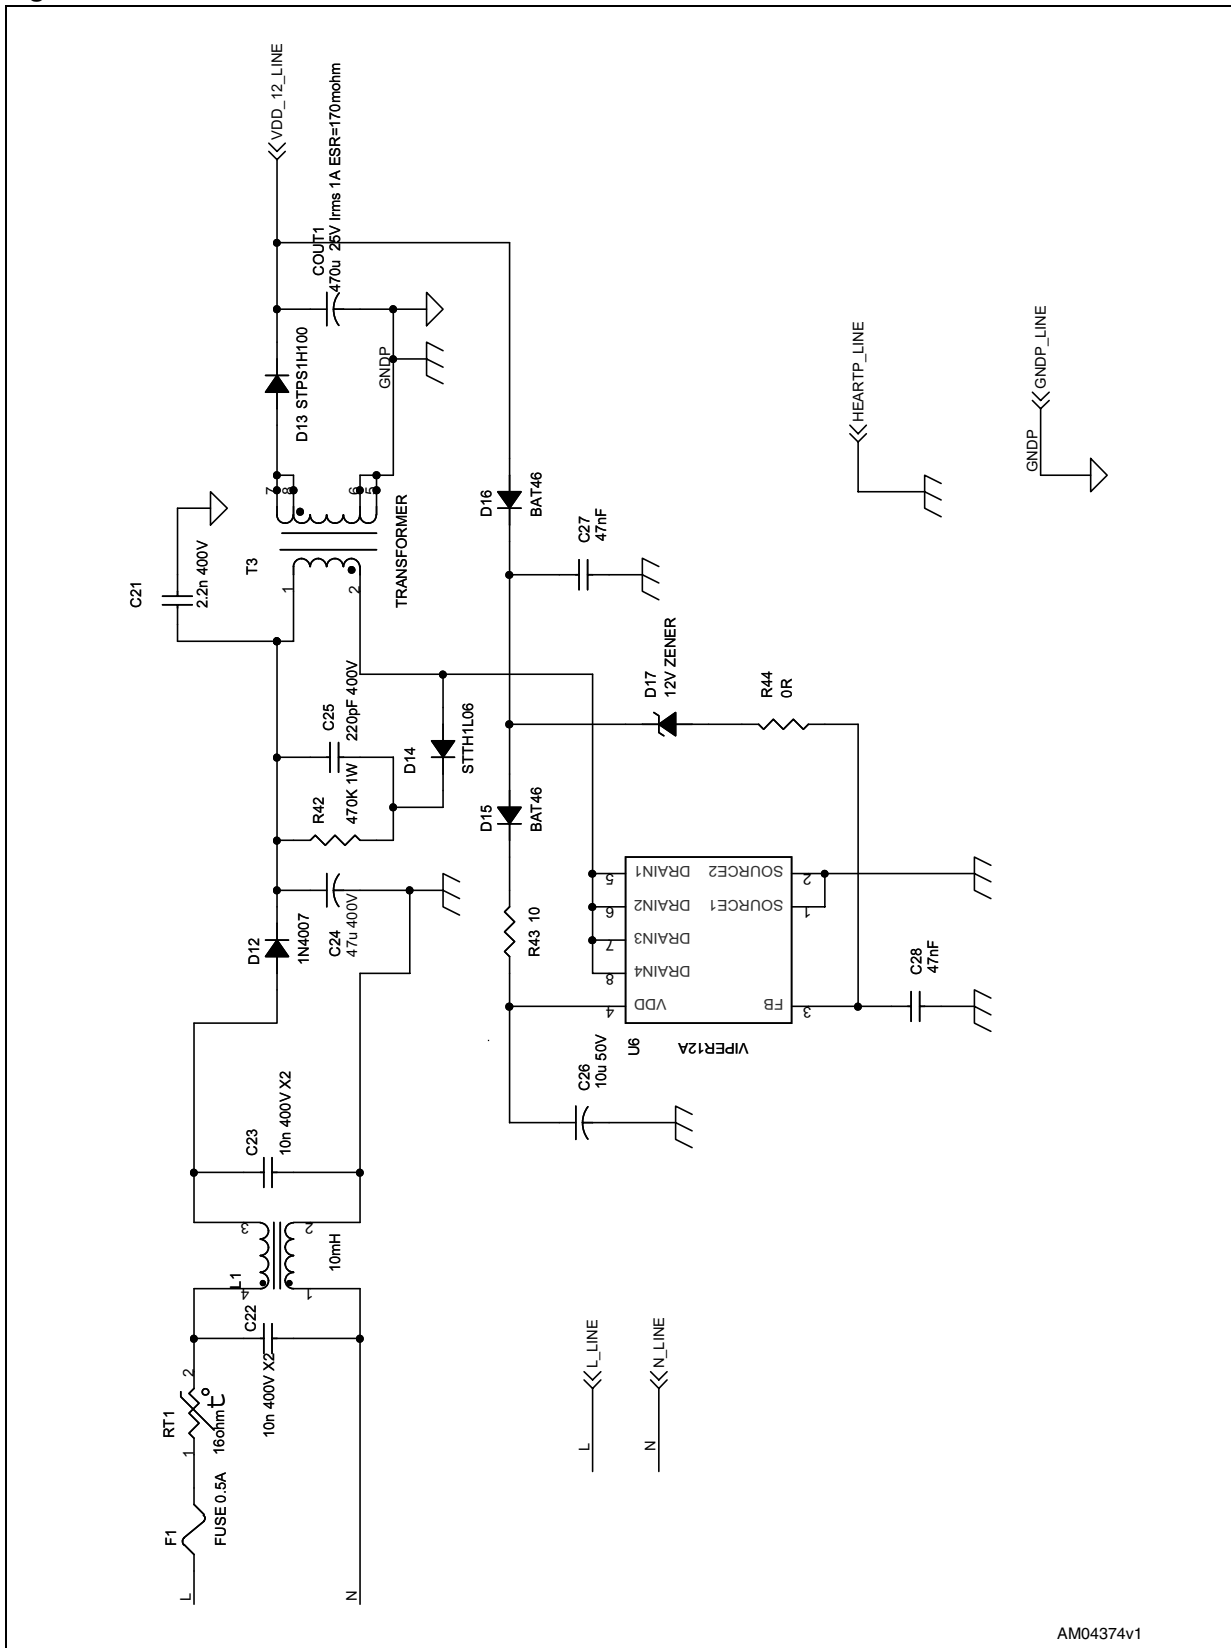 L
N
F1
FUSE 0.5A
RT1
16ohm
t°
1
2
C22
10n 400V X2
L1
4
3
1
2
10mH
C23
10n 400V X2
D12
1N4007
C24
47u 400V
R42
470K 1W
C25
220pF 400V
D14
STTH1L06
C21
2.2n 400V
T3
1
2
7
8
6
5
TRANSFORMER
D13 STPS1H100
GNDP
COUT1
470u 25V Irms 1A ESR=170mohm
VDD_12_LINE
D16
BAT46
C27
47nF
D15
BAT46
D17
12V ZENER
R44
0R
R43 10
C26
10u 50V
U6
VIPER12A
VDD
DRAIN4
DRAIN3
DRAIN2
DRAIN1
FB
SOURCE1
SOURCE2
4
8
7
6
5
3
1
2
C28
47nF
L
L_LINE
N
N_LINE
HEARTP_LINE
GNDP
GNDP_LINE
AM04374v1